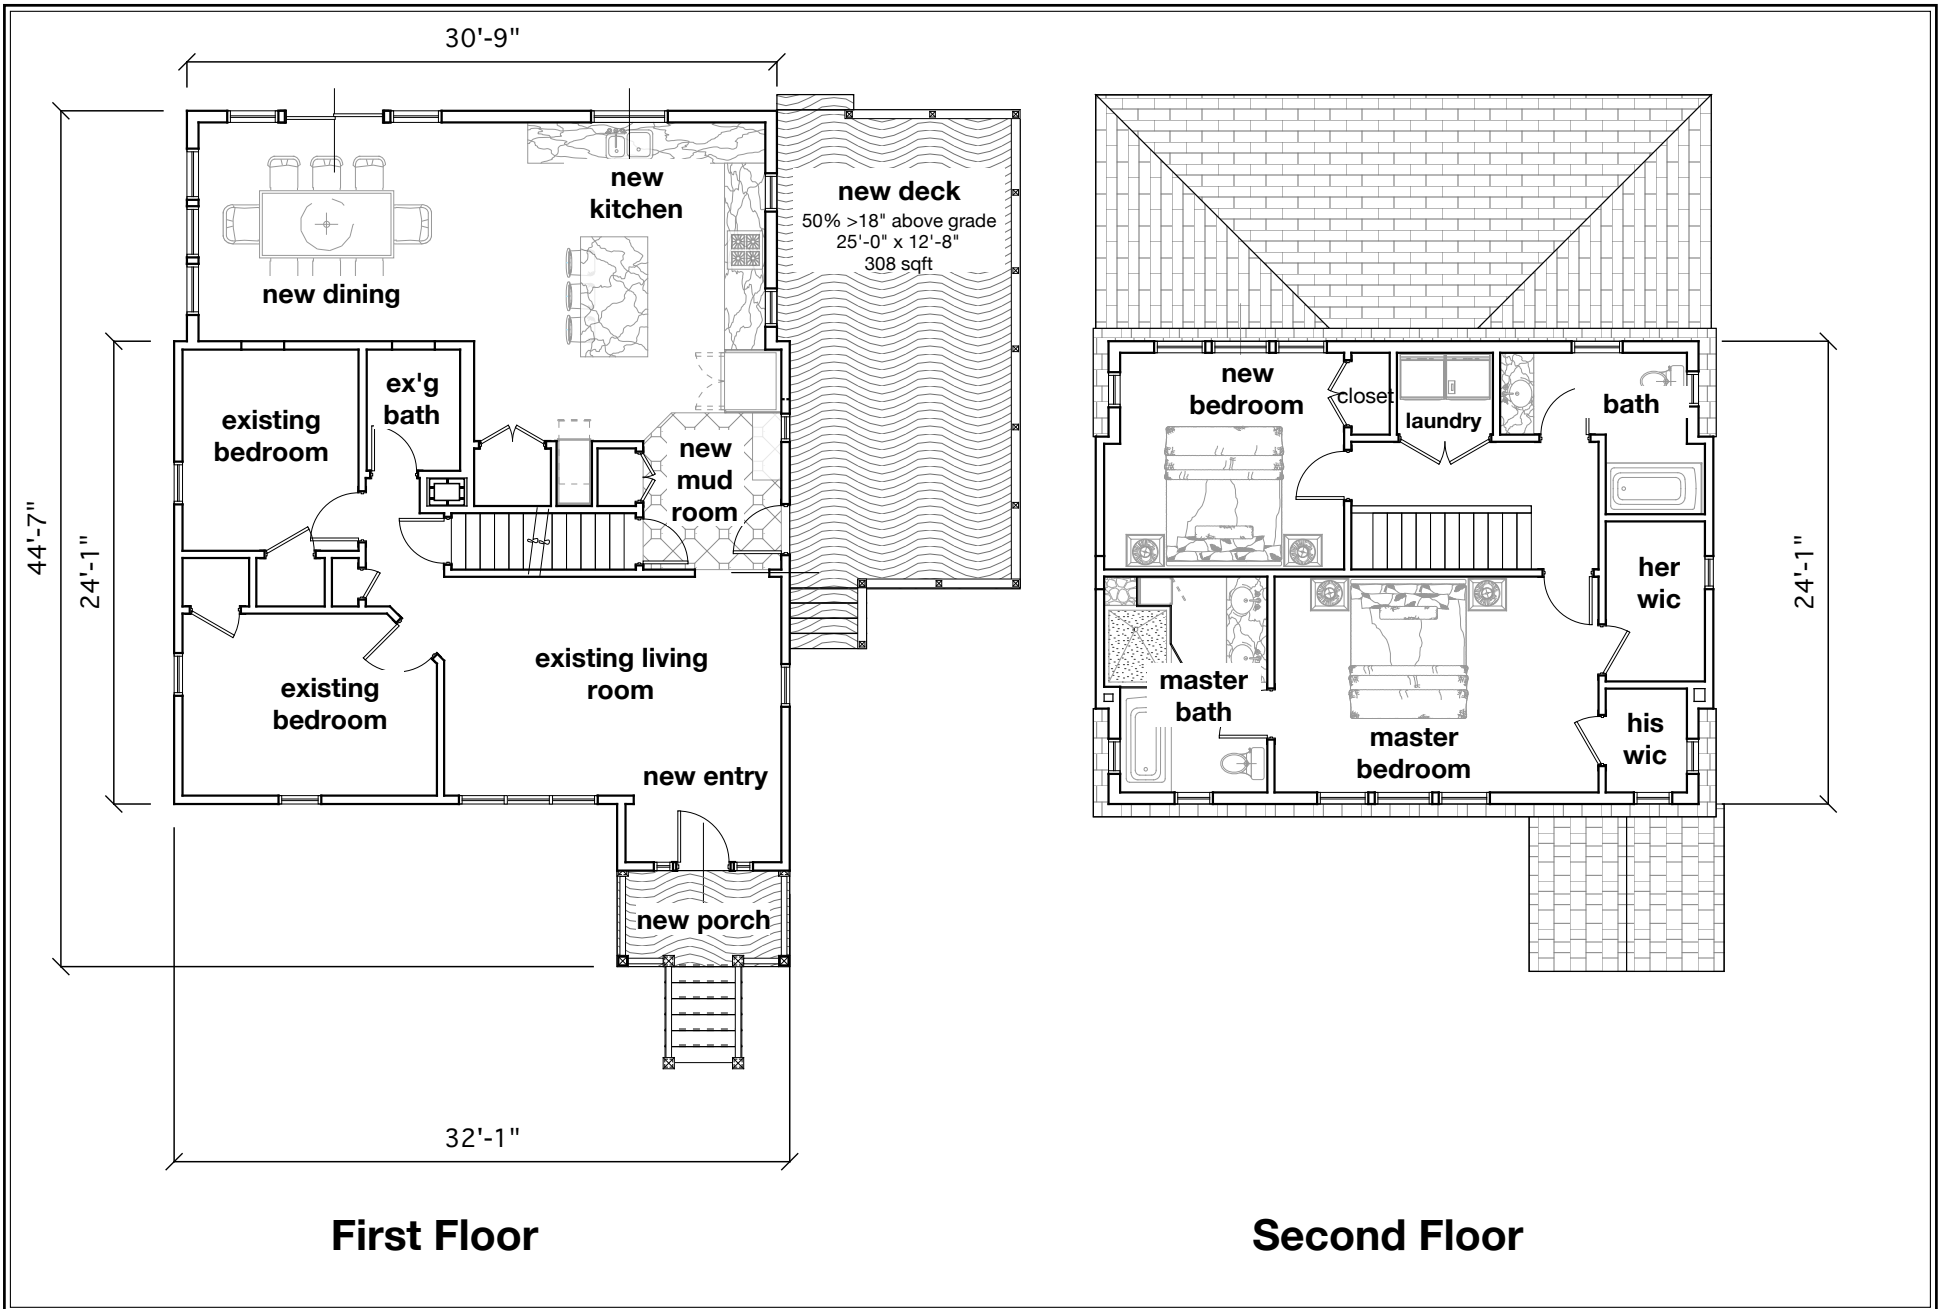 30'-9"
44'-7"
24'-1"
new
kitchen
new deck
50% >18" above grade
25'-0" x 12'-8"
308 sqft
new dining
existing
bedroom
ex'g
bath
new
mud
room
existing living
room
existing
bedroom
new entry
new porch
32'-1"
First Floor
new
bedroom
closet
laundry
bath
her
wic
master
bath
master
bedroom
his
wic
24'-1"
Second Floor